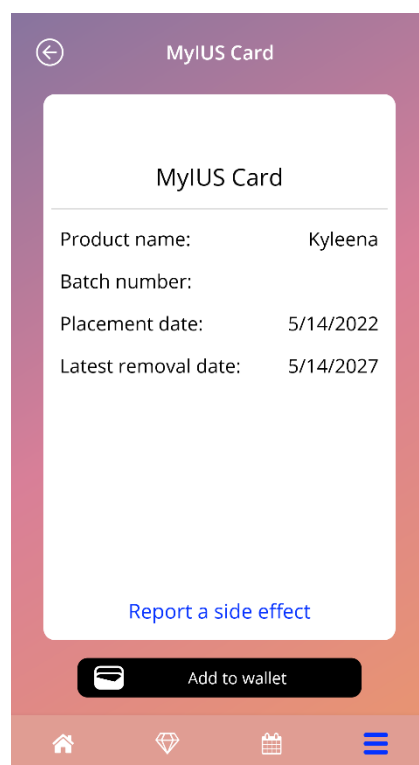 MyIUS Card
MyIUS Card
Product name: Kyleena
Batch number:
Placement date: 5/14/2022
Latest removal date: 5/14/2027
Report a side effect
Add to wallet